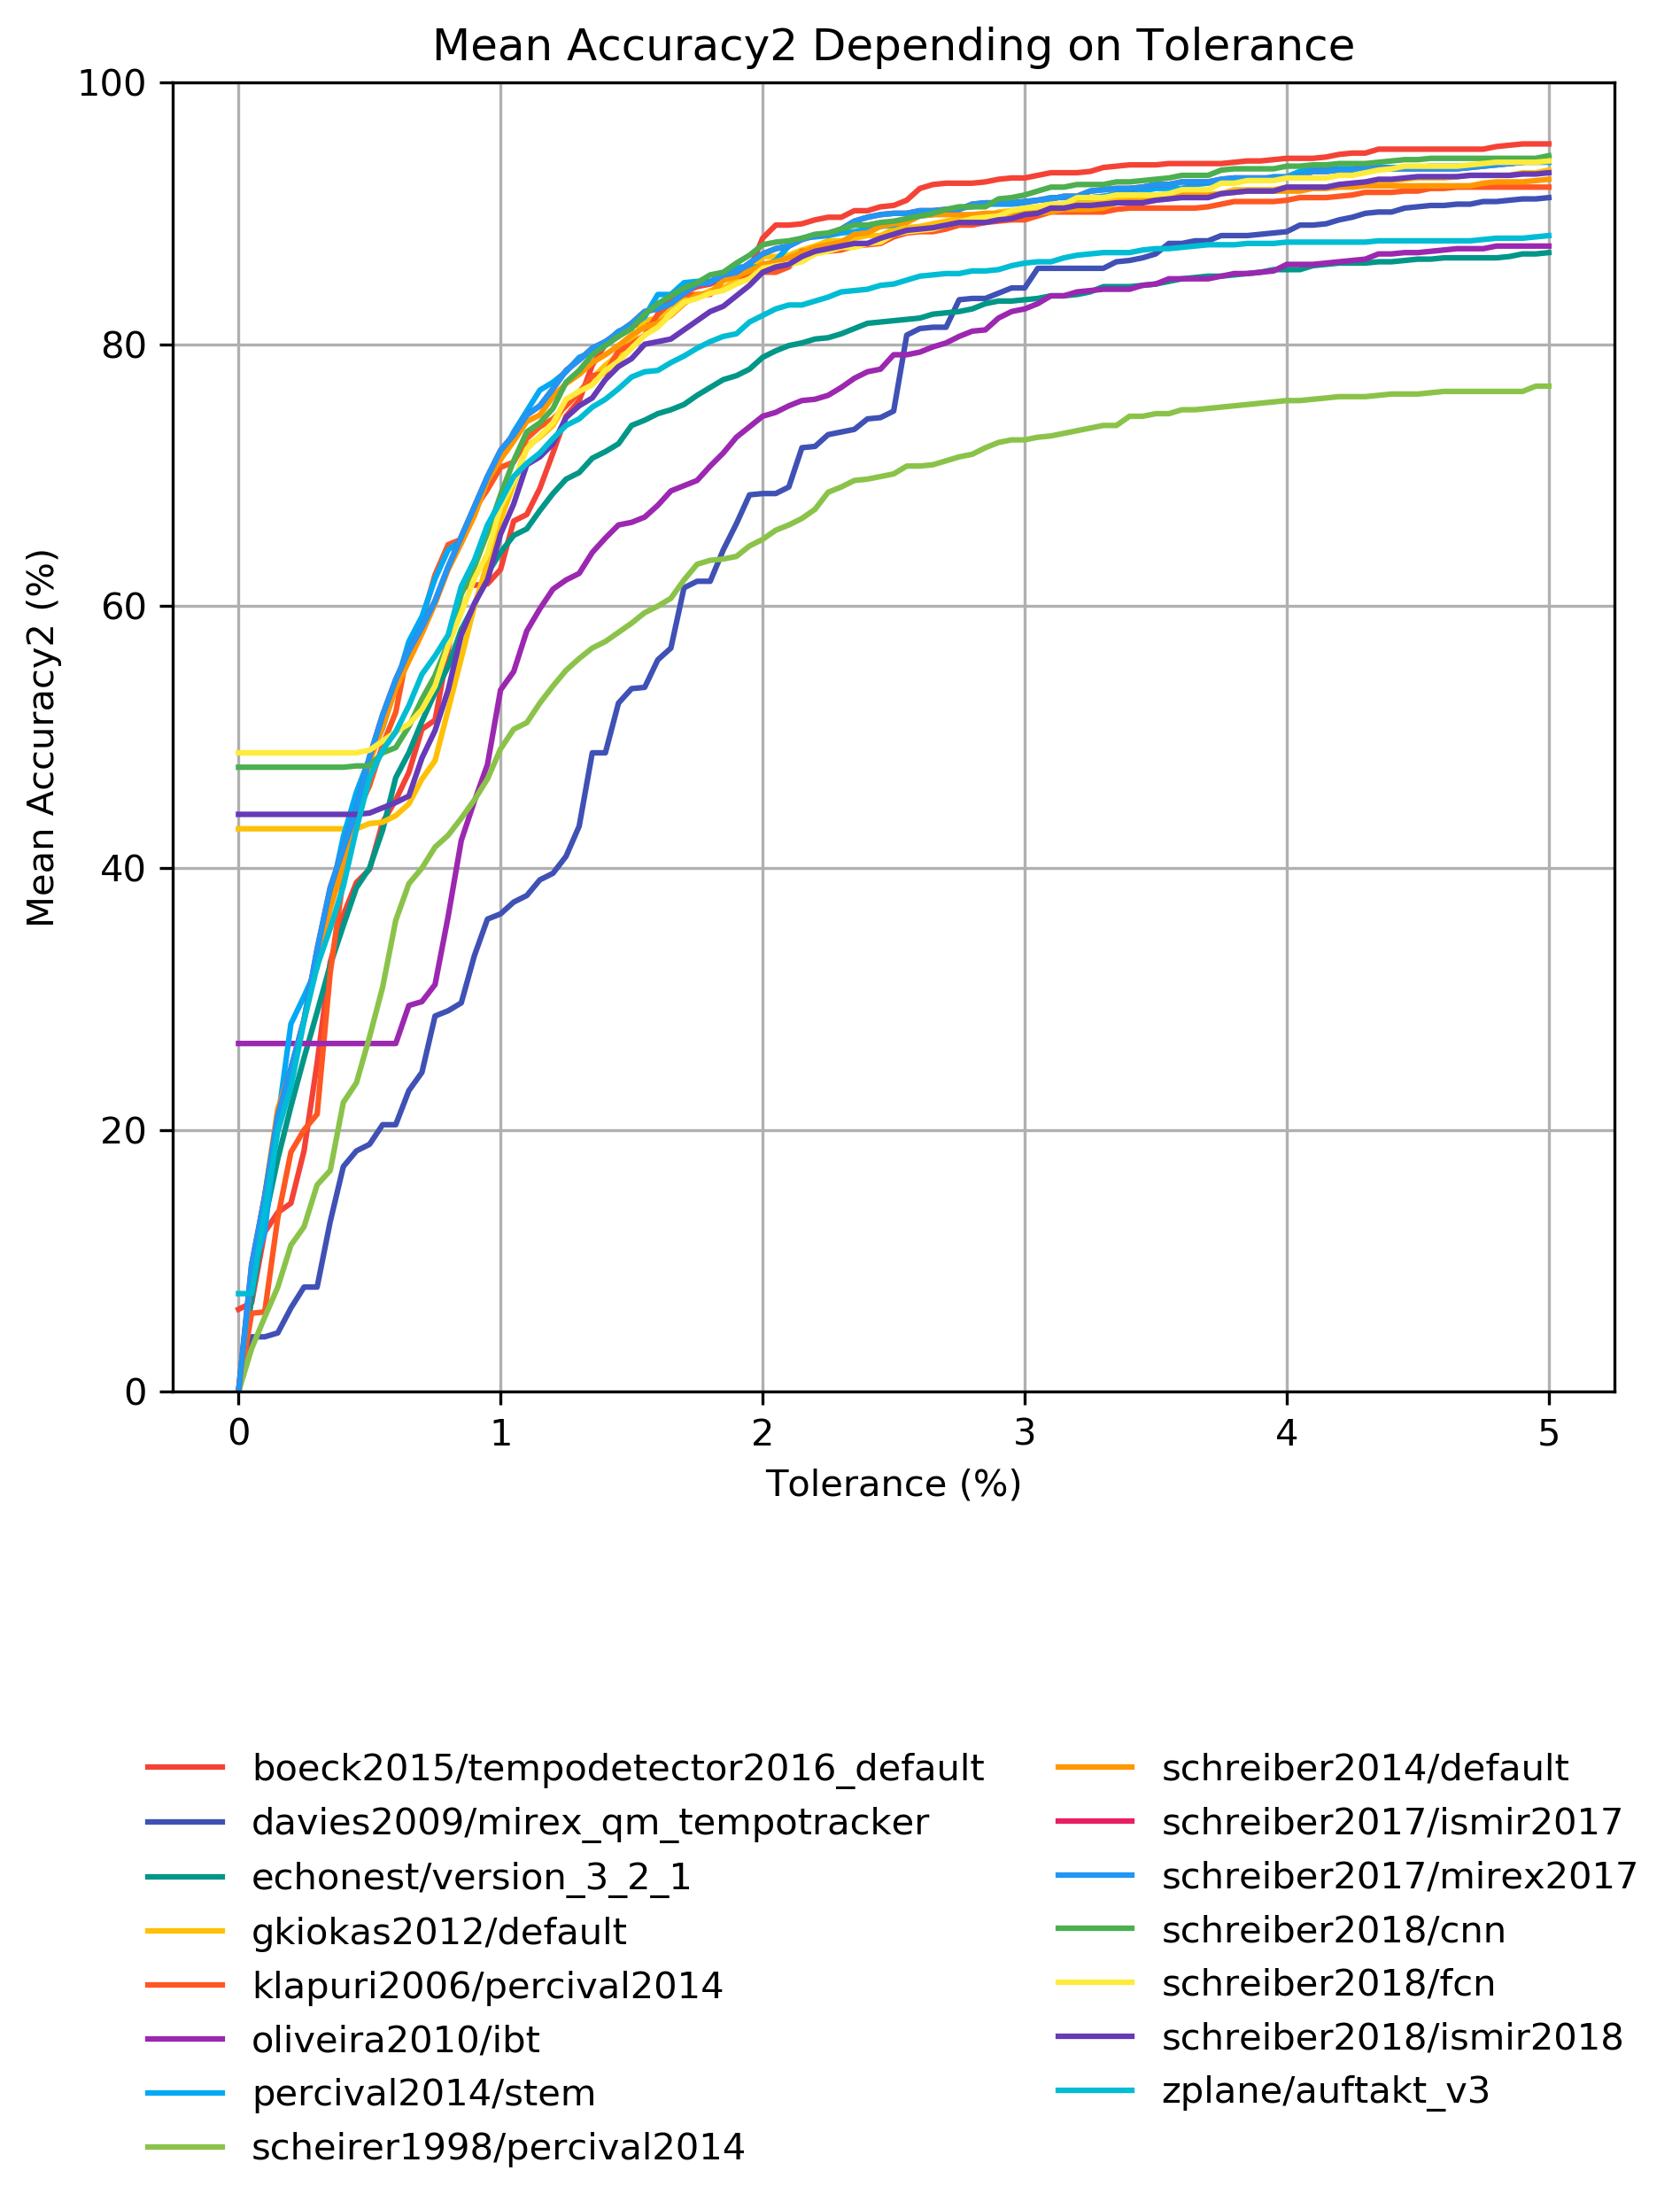 Mean Accuracy2 Depending on Tolerance
100
80
60
40
20
0
Mean Accuracy2 (%)
0 1 2 3 4 5
Tolerance (%)
boeck2015/tempodetector2016_default
davies2009/mirex_qm_tempotracker
echonest/version_3_2_1
gkiokas2012/default
klapuri2006/percival2014
oliveira2010/ibt
percival2014/stem
scheirer1998/percival2014
schreiber2014/default
schreiber2017/ismir2017
schreiber2017/mirex2017
schreiber2018/cnn
schreiber2018/fcn
schreiber2018/ismir2018
zplane/auftakt_v3